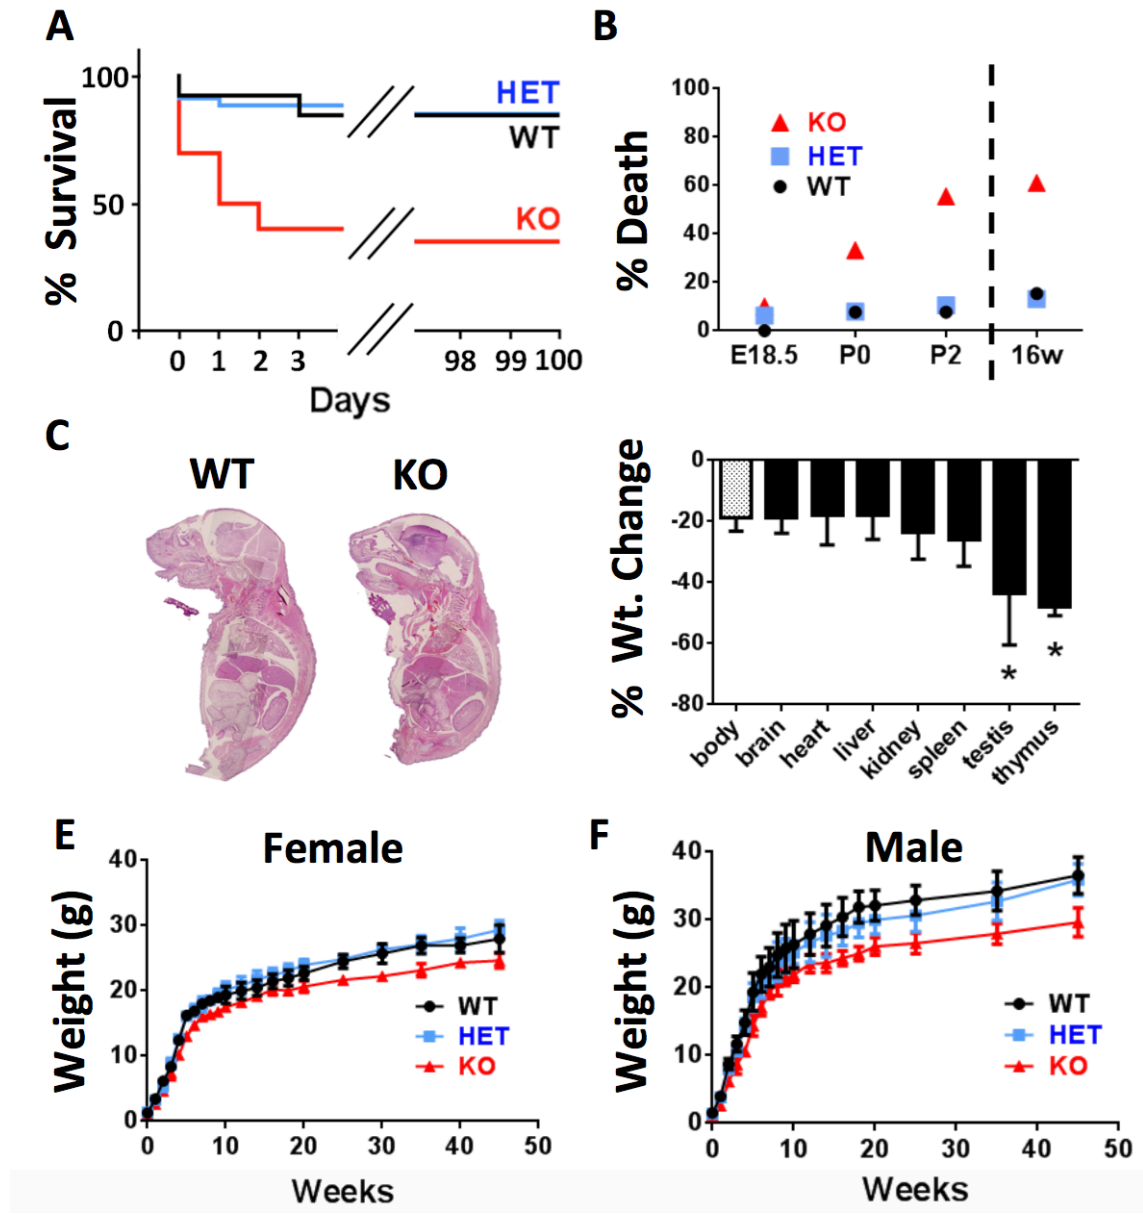 A
% Survival
100
50
0
HET
WT
KO
0 1 2 3 98 99 100
Days
B
% Death
100
80
60
40
20
0
KO
HET
WT
E18.5 P0 P2 16w
C
WT KO
% Wt. Change
0
-20
-40
-60
-80
*
*
body brain heart liver kidney spleen testis thymus
E
Female
Weight (g)
40
30
20
10
0
WT
HET
KO
0 10 20 30 40 50
Weeks
F
Male
Weight (g)
40
30
20
10
0
WT
HET
KO
0 10 20 30 40 50
Weeks